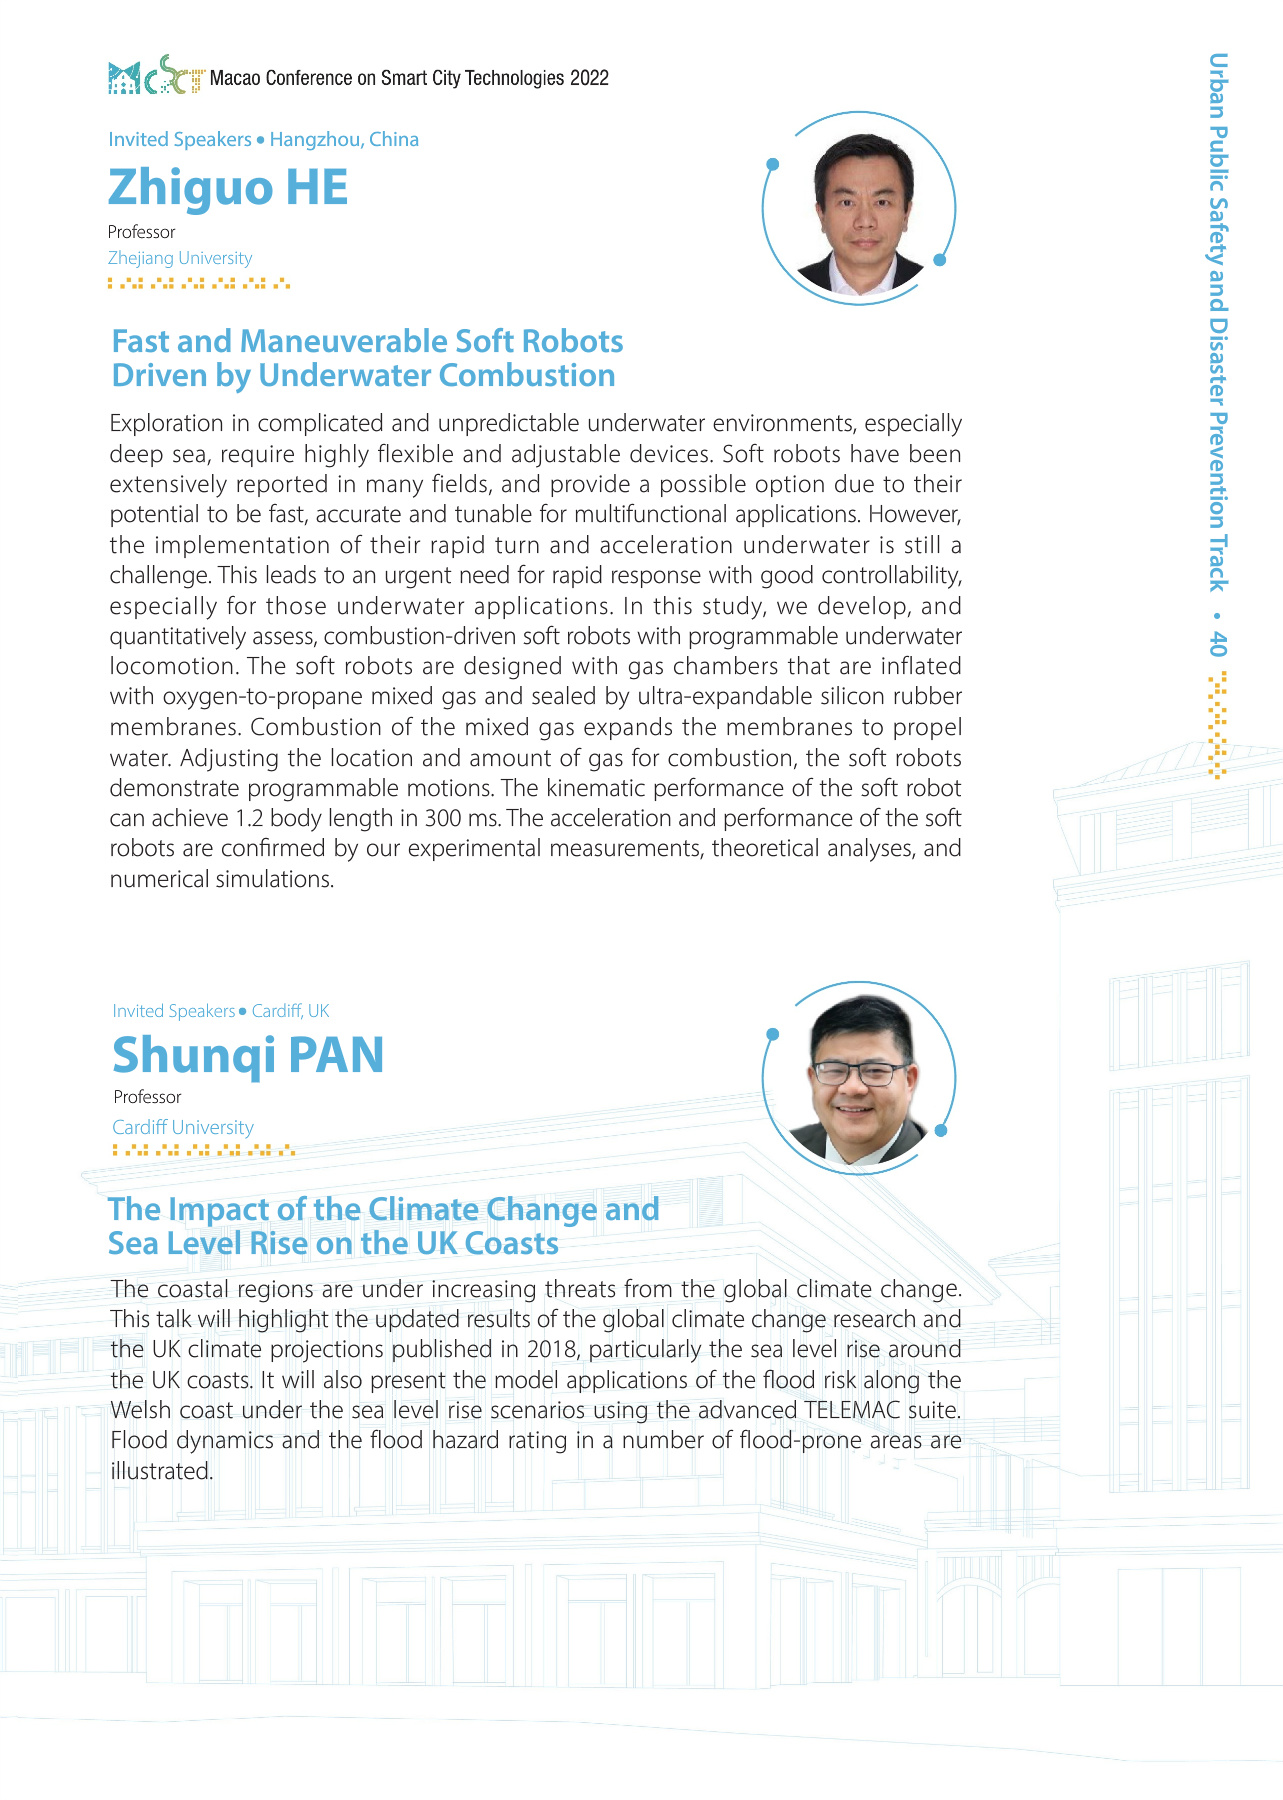 MCSCT Macao Conference on Smart City Technologies 2022
Invited Speakers • Hangzhou, China
Zhiguo HE
Professor
Zhejiang University
Fast and Maneuverable Soft Robots
Driven by Underwater Combustion
Exploration in complicated and unpredictable underwater environments, especially
deep sea, require highly flexible and adjustable devices. Soft robots have been
extensively reported in many fields, and provide a possible option due to their
potential to be fast, accurate and tunable for multifunctional applications. However,
the implementation of their rapid turn and acceleration underwater is still a
challenge. This leads to an urgent need for rapid response with good controllability,
especially for those underwater applications. In this study, we develop, and
quantitatively assess, combustion-driven soft robots with programmable underwater
locomotion. The soft robots are designed with gas chambers that are inflated
with oxygen-to-propane mixed gas and sealed by ultra-expandable silicon rubber
membranes. Combustion of the mixed gas expands the membranes to propel
water. Adjusting the location and amount of gas for combustion, the soft robots
demonstrate programmable motions. The kinematic performance of the soft robot
can achieve 1.2 body length in 300 ms. The acceleration and performance of the soft
robots are confirmed by our experimental measurements, theoretical analyses, and
numerical simulations.
Invited Speakers • Cardiff, UK
Shunqi PAN
Professor
Cardiff University
The Impact of the Climate Change and
Sea Level Rise on the UK Coasts
The coastal regions are under increasing threats from the global climate change.
This talk will highlight the updated results of the global climate change research and
the UK climate projections published in 2018, particularly the sea level rise around
the UK coasts. It will also present the model applications of the flood risk along the
Welsh coast under the sea level rise scenarios using the advanced TELEMAC suite.
Flood dynamics and the flood hazard rating in a number of flood-prone areas are
illustrated.
Urban Public Safety and Disaster Prevention Track • 40